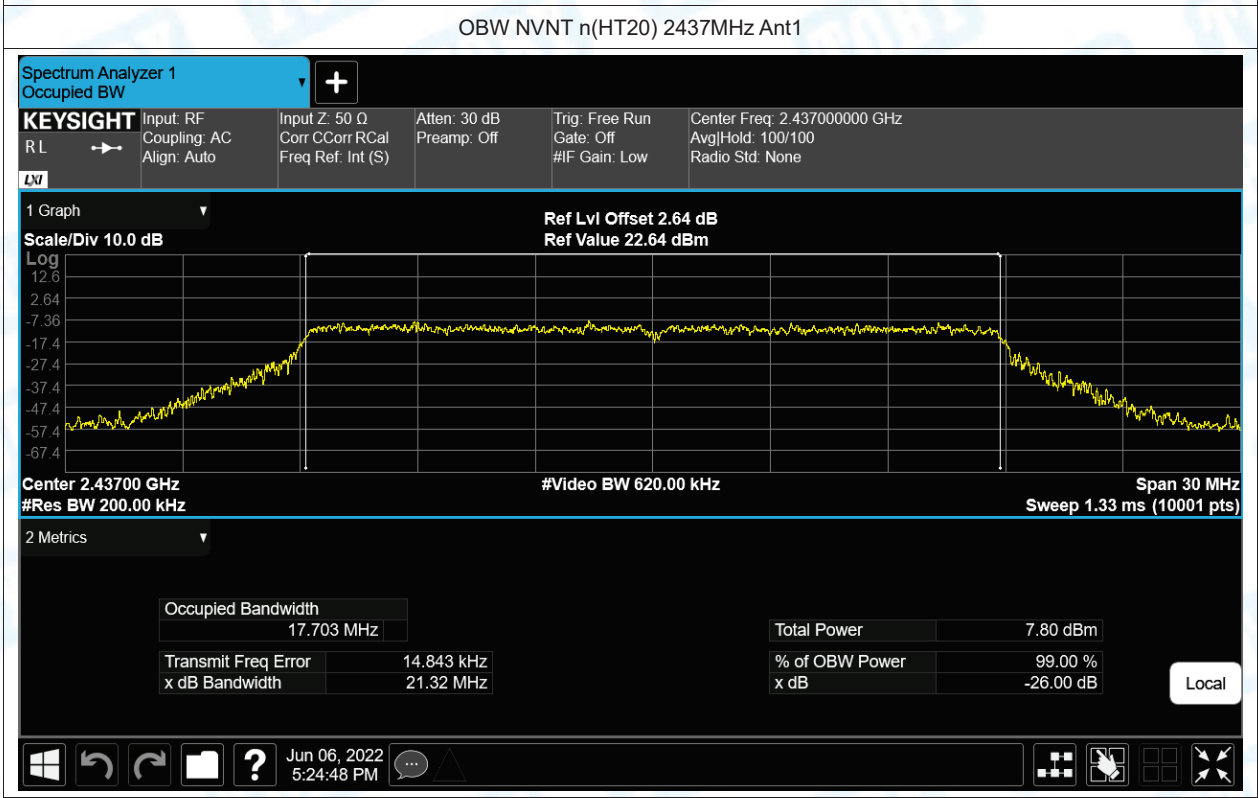 OBW NVNT n(HT20) 2437MHz Ant1
Spectrum Analyzer 1
Occupied BW
KEYSIGHT
R L
LXI
Input: RF
Coupling: AC
Align: Auto
Input Z: 50 Ω
Corr CCorr RCal
Freq Ref: Int (S)
Atten: 30 dB
Preamp: Off
Trig: Free Run
Gate: Off
#IF Gain: Low
Center Freq: 2.437000000 GHz
Avg|Hold: 100/100
Radio Std: None
1 Graph
Scale/Div 10.0 dB
Ref Lvl Offset 2.64 dB
Ref Value 22.64 dBm
Log
12.6
2.64
-7.36
-17.4
-27.4
-37.4
-47.4
-57.4
-67.4
Center 2.43700 GHz
#Video BW 620.00 kHz
Span 30 MHz
#Res BW 200.00 kHz
Sweep 1.33 ms (10001 pts)
2 Metrics
Occupied Bandwidth
17.703 MHz
Total Power 7.80 dBm
Transmit Freq Error 14.843 kHz
% of OBW Power 99.00 %
x dB Bandwidth 21.32 MHz
x dB -26.00 dB
Local
?
Jun 06, 2022
5:24:48 PM